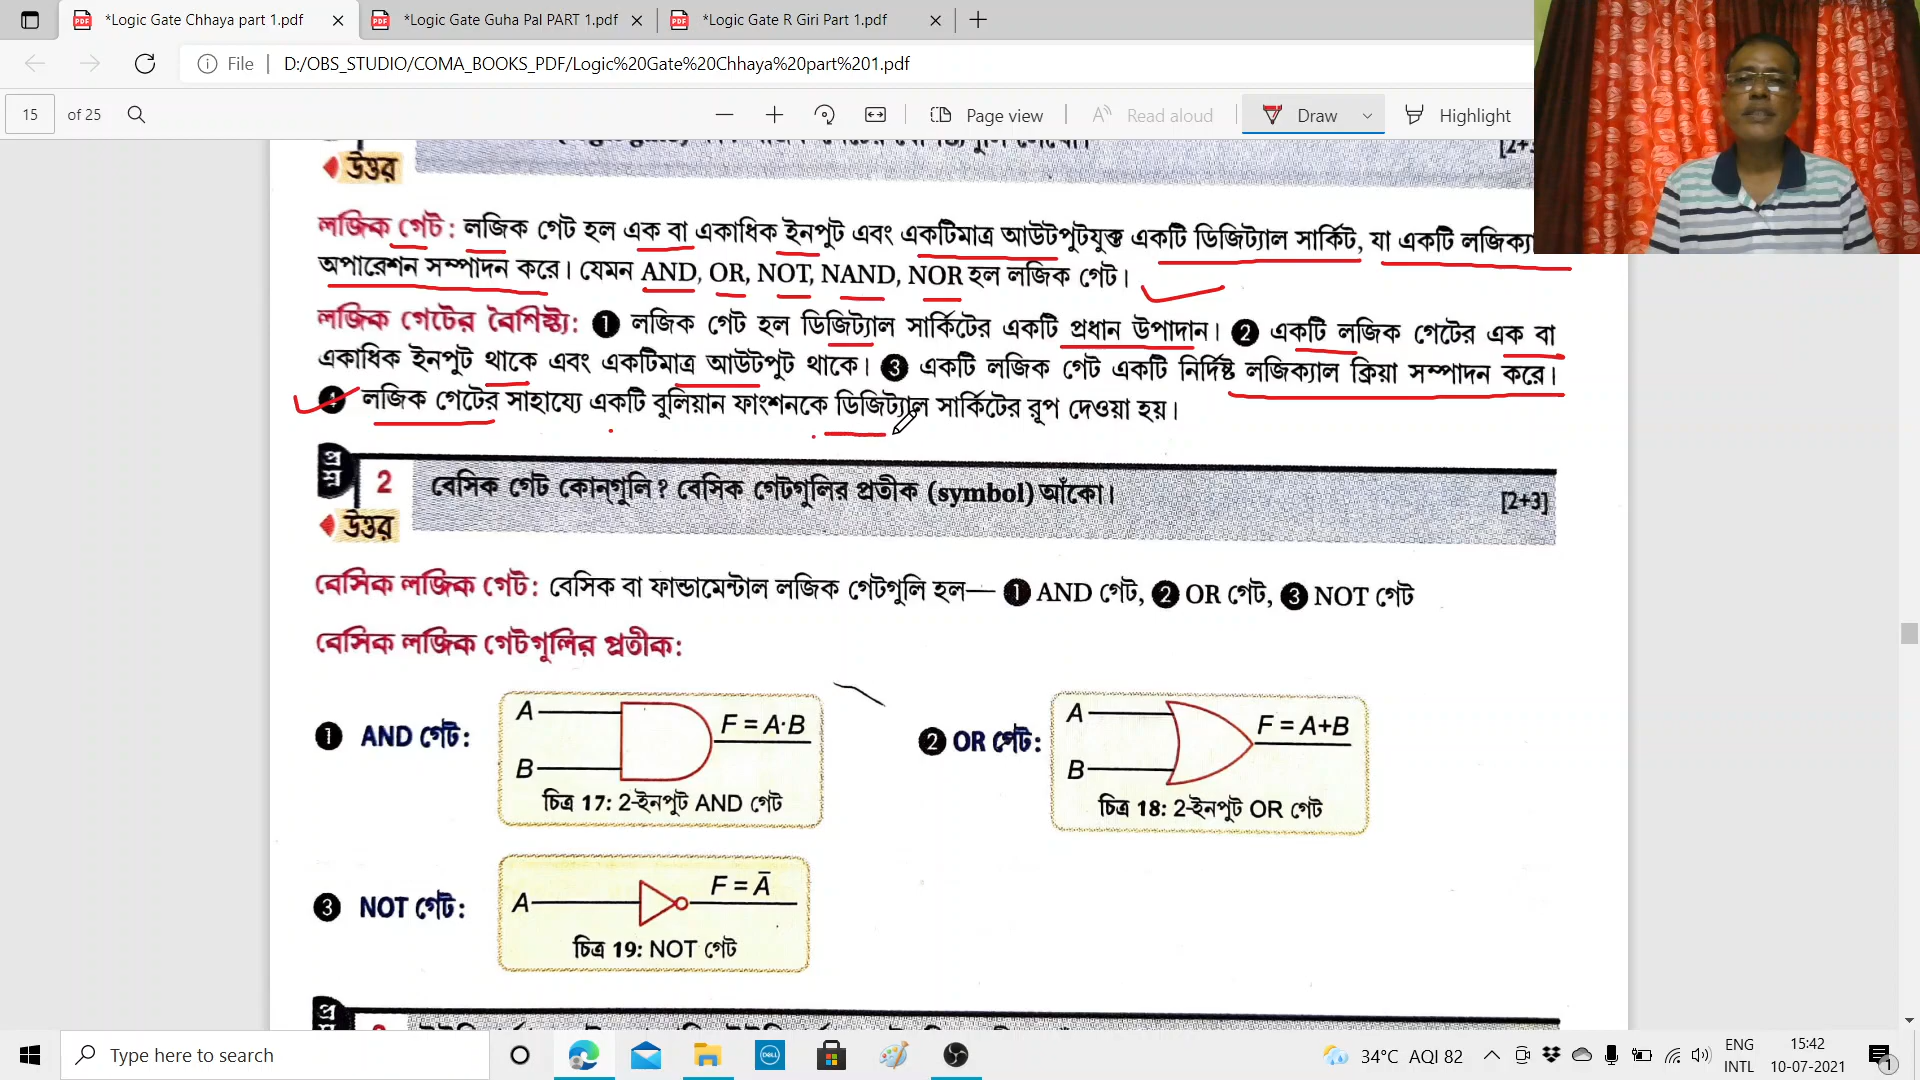 *Logic Gate Chhaya part 1.pdf
*Logic Gate Guha Pal PART 1.pdf
*Logic Gate R Giri Part 1.pdf
File D:/OBS_STUDIO/COMA_BOOKS_PDF/Logic%20Gate%20Chhaya%20part%201.pdf
15 of 25 Page view Read aloud Draw Highlight
উত্তর
লজিক গেট: লজিক গেট হল এক বা একাধিক ইনপুট এবং একটিমাত্র আউটপুটযুক্ত একটি ডিজিট্যাল সার্কিট, যা একটি
অপারেশন সম্পাদন করে। যেমন AND, OR, NOT, NAND, NOR হল লজিক গেট।
লজিক গেটের বৈশিষ্ট্য: 1 লজিক গেট হল ডিজিট্যাল সার্কিটের একটি প্রধান উপাদান। 2 একটি লজিক গেটের এক বা
একাধিক ইনপুট থাকে এবং একটিমাত্র আউটপুট থাকে। 3 একটি লজিক গেট একটি নির্দিষ্ট লজিক্যাল ক্রিয়া সম্পাদন করে।
4 লজিক গেটের সাহায্যে একটি বুলিয়ান ফাংশনকে ডিজিট্যাল সার্কিটের রূপ দেওয়া হয়।
প্রশ্ন 2 বেসিক গেট কোন্‌গুলি? বেসিক গেটগুলির প্রতীক (symbol) আঁকো। [2+3]
উত্তর
বেসিক লজিক গেট: বেসিক বা ফান্ডামেন্টাল লজিক গেটগুলি হল— 1 AND গেট, 2 OR গেট, 3 NOT গেট
বেসিক লজিক গেটগুলির প্রতীক:
1 AND গেট:
A
B
F = A·B
চিত্র 17: 2-ইনপুট AND গেট
2 OR গেট:
A
B
F = A+B
চিত্র 18: 2-ইনপুট OR গেট
3 NOT গেট:
A
F = Ā
চিত্র 19: NOT গেট
প্রশ্ন
Type here to search
DELL
34°C AQI 82
ENG
INTL
15:42
10-07-2021
1